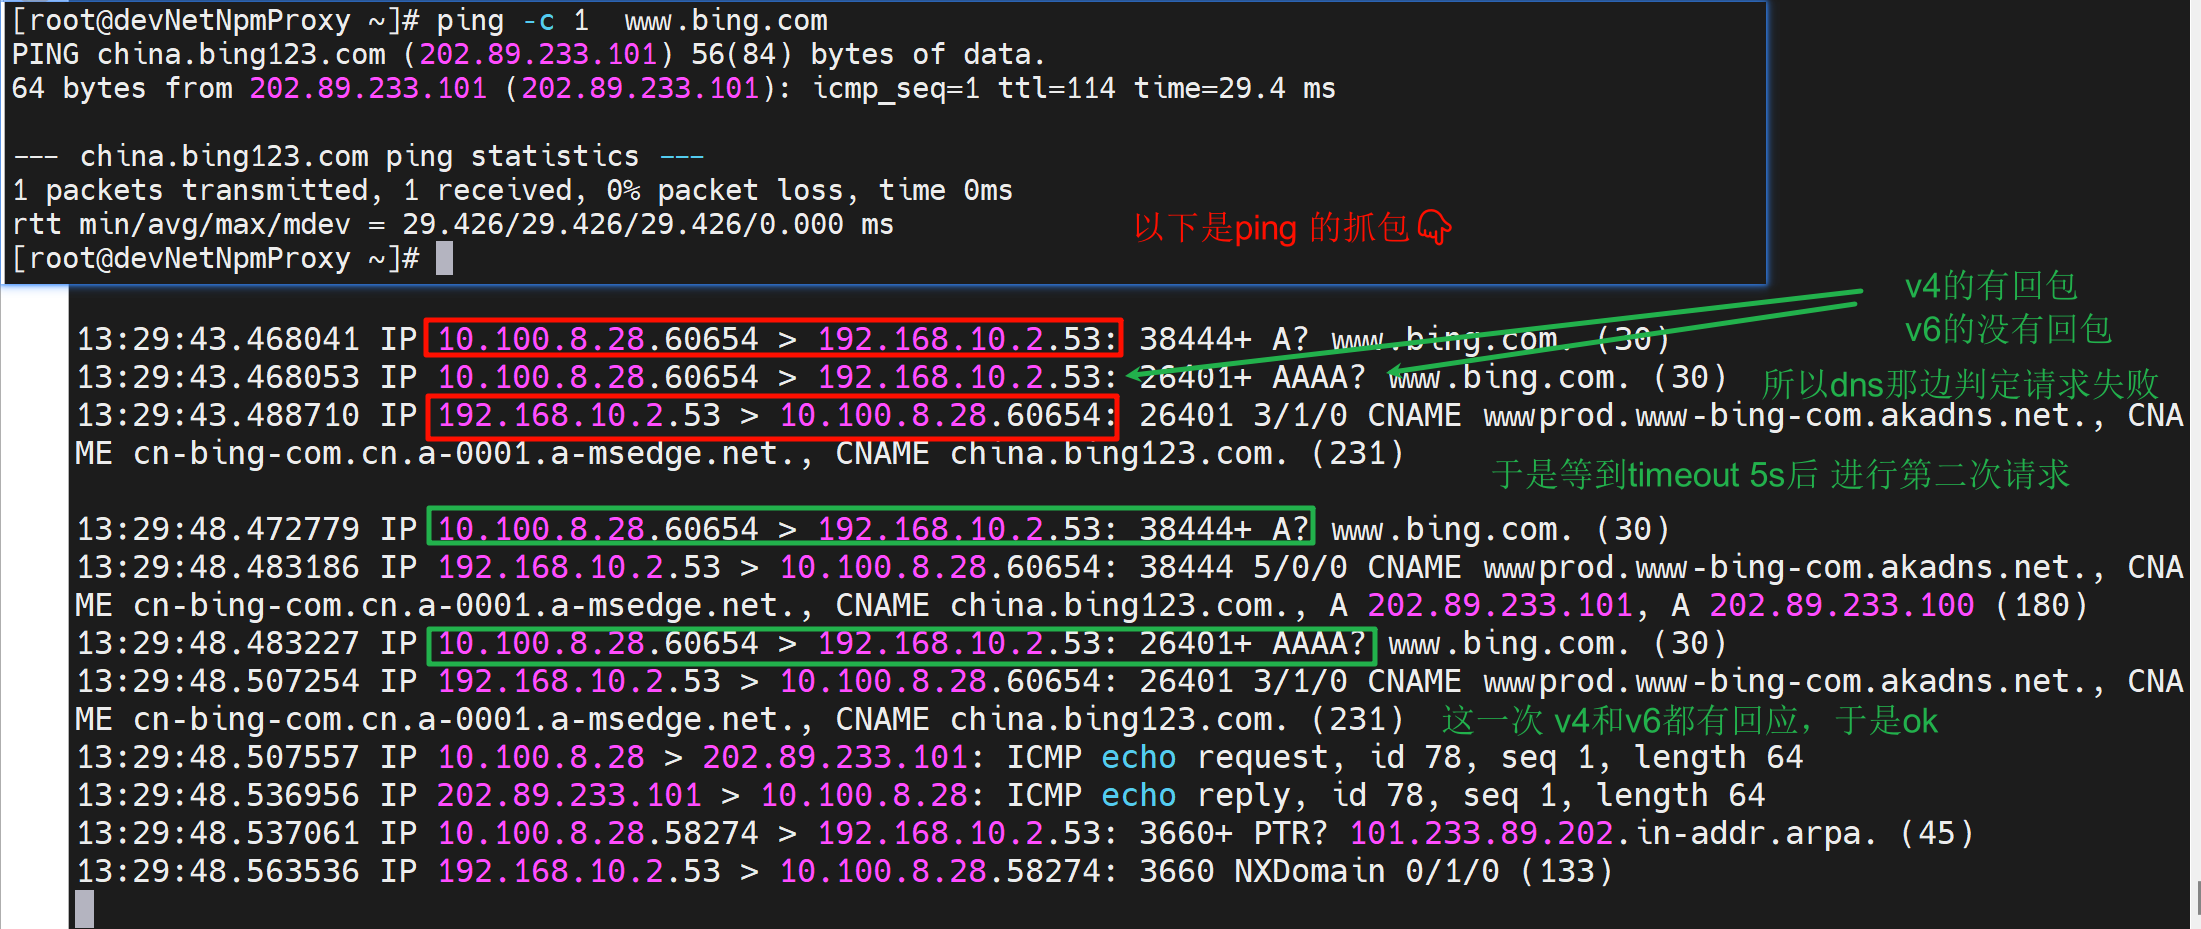 [root@devNetNpmProxy ~]# ping -c 1  www.bing.com
PING china.bing123.com (202.89.233.101) 56(84) bytes of data.
64 bytes from 202.89.233.101 (202.89.233.101): icmp_seq=1 ttl=114 time=29.4 ms
--- china.bing123.com ping statistics ---
1 packets transmitted, 1 received, 0% packet loss, time 0ms
rtt min/avg/max/mdev = 29.426/29.426/29.426/0.000 ms
以下是ping 的抓包👇
[root@devNetNpmProxy ~]#
v4的有回包
v6的没有回包
13:29:43.468041 IP 10.100.8.28.60654 > 192.168.10.2.53: 38444+ A? www.bing.com. (30)
13:29:43.468053 IP 10.100.8.28.60654 > 192.168.10.2.53: 26401+ AAAA? www.bing.com. (30)
所以dns那边判定请求失败
13:29:43.488710 IP 192.168.10.2.53 > 10.100.8.28.60654: 26401 3/1/0 CNAME wwwprod.www-bing-com.akadns.net., CNA
ME cn-bing-com.cn.a-0001.a-msedge.net., CNAME china.bing123.com. (231)
于是等到timeout 5s后 进行第二次请求
13:29:48.472779 IP 10.100.8.28.60654 > 192.168.10.2.53: 38444+ A? www.bing.com. (30)
13:29:48.483186 IP 192.168.10.2.53 > 10.100.8.28.60654: 38444 5/0/0 CNAME wwwprod.www-bing-com.akadns.net., CNA
ME cn-bing-com.cn.a-0001.a-msedge.net., CNAME china.bing123.com., A 202.89.233.101, A 202.89.233.100 (180)
13:29:48.483227 IP 10.100.8.28.60654 > 192.168.10.2.53: 26401+ AAAA? www.bing.com. (30)
13:29:48.507254 IP 192.168.10.2.53 > 10.100.8.28.60654: 26401 3/1/0 CNAME wwwprod.www-bing-com.akadns.net., CNA
ME cn-bing-com.cn.a-0001.a-msedge.net., CNAME china.bing123.com. (231)
这一次 v4和v6都有回应，于是ok
13:29:48.507557 IP 10.100.8.28 > 202.89.233.101: ICMP echo request, id 78, seq 1, length 64
13:29:48.536956 IP 202.89.233.101 > 10.100.8.28: ICMP echo reply, id 78, seq 1, length 64
13:29:48.537061 IP 10.100.8.28.58274 > 192.168.10.2.53: 3660+ PTR? 101.233.89.202.in-addr.arpa. (45)
13:29:48.563536 IP 192.168.10.2.53 > 10.100.8.28.58274: 3660 NXDomain 0/1/0 (133)